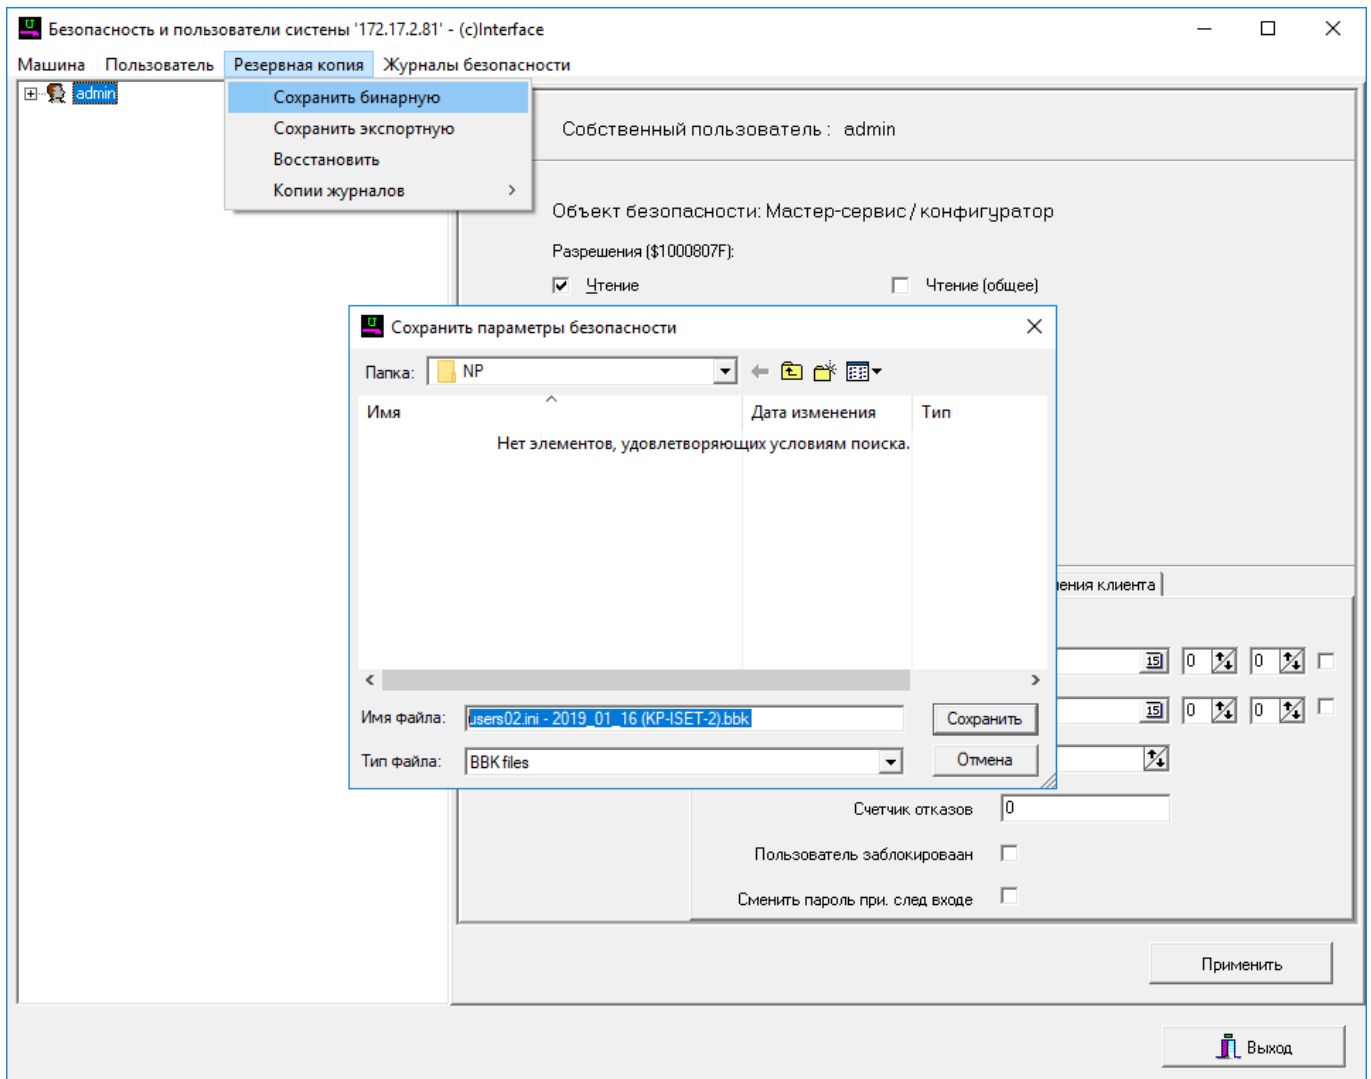 Безопасность и пользователи системы '172.17.2.81' - (c)Interface
Машина Пользователь Резервная копия Журналы безопасности
admin
Сохранить бинарную
Сохранить экспортную
Восстановить
Копии журналов
Собственный пользователь : admin
Объект безопасности: Мастер-сервис / конфигуратор
Разрешения ($1000807F):
Чтение Чтение (общее)
Сохранить параметры безопасности
Папка: NP
Имя Дата изменения Тип
Нет элементов, удовлетворяющих условиям поиска.
Имя файла: users02.ini - 2019_01_16 (KP-ISET-2).bbk Сохранить
Тип файла: BBK files Отмена
ения клиента
15 0 0
15 0 0
Счетчик отказов 0
Пользователь заблокироваан
Сменить пароль при. след входе
Применить
Выход